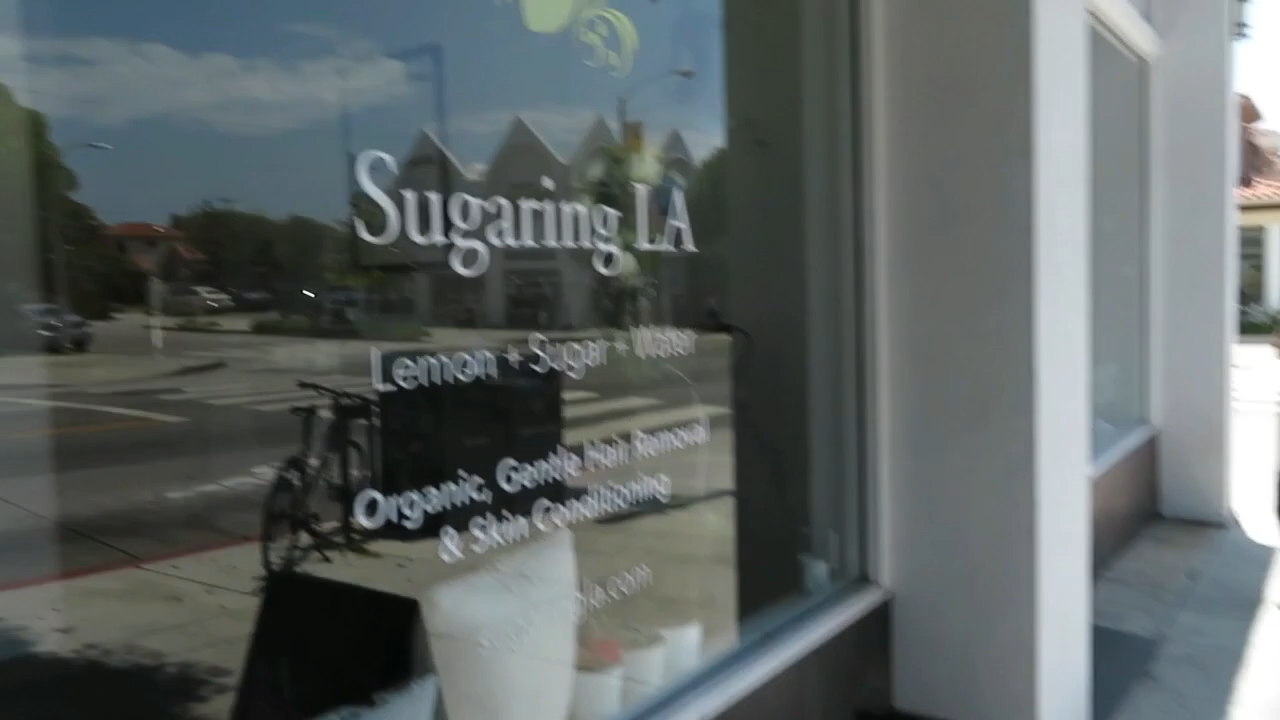 Sugaring LA
Lemon + Sugar + Water
Organic, Gentle Hair Removal
& Skin Conditioning